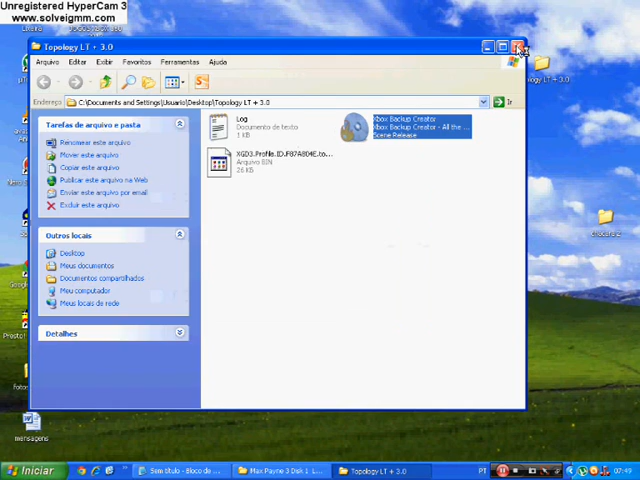 Unregistered HyperCam 3
www.solveigmm.com
Topology LT + 3.0
Arquivo Editar Exibir Favoritos Ferramentas Ajuda
Endereço C:\Documents and Settings\Usuario\Desktop\Topology LT + 3.0 Ir
Tarefas de arquivo e pasta
Renomear este arquivo
Mover este arquivo
Copiar este arquivo
Publicar este arquivo na Web
Enviar este arquivo por email
Excluir este arquivo
Outros locais
Desktop
Meus documentos
Documentos compartilhados
Meu computador
Meus locais de rede
Detalhes
Log
Documento de texto
1 KB
Xbox Backup Creator
Xbox Backup Creator - All the ...
Scene Release
XGD3.Profile.ID.F87A8D4E.to...
Arquivo BIN
26 KB
mensagens
Iniciar
Sem título - Bloco de ...
Max Payne 3 Disk 1 L...
Topology LT + 3.0
PT
07:49